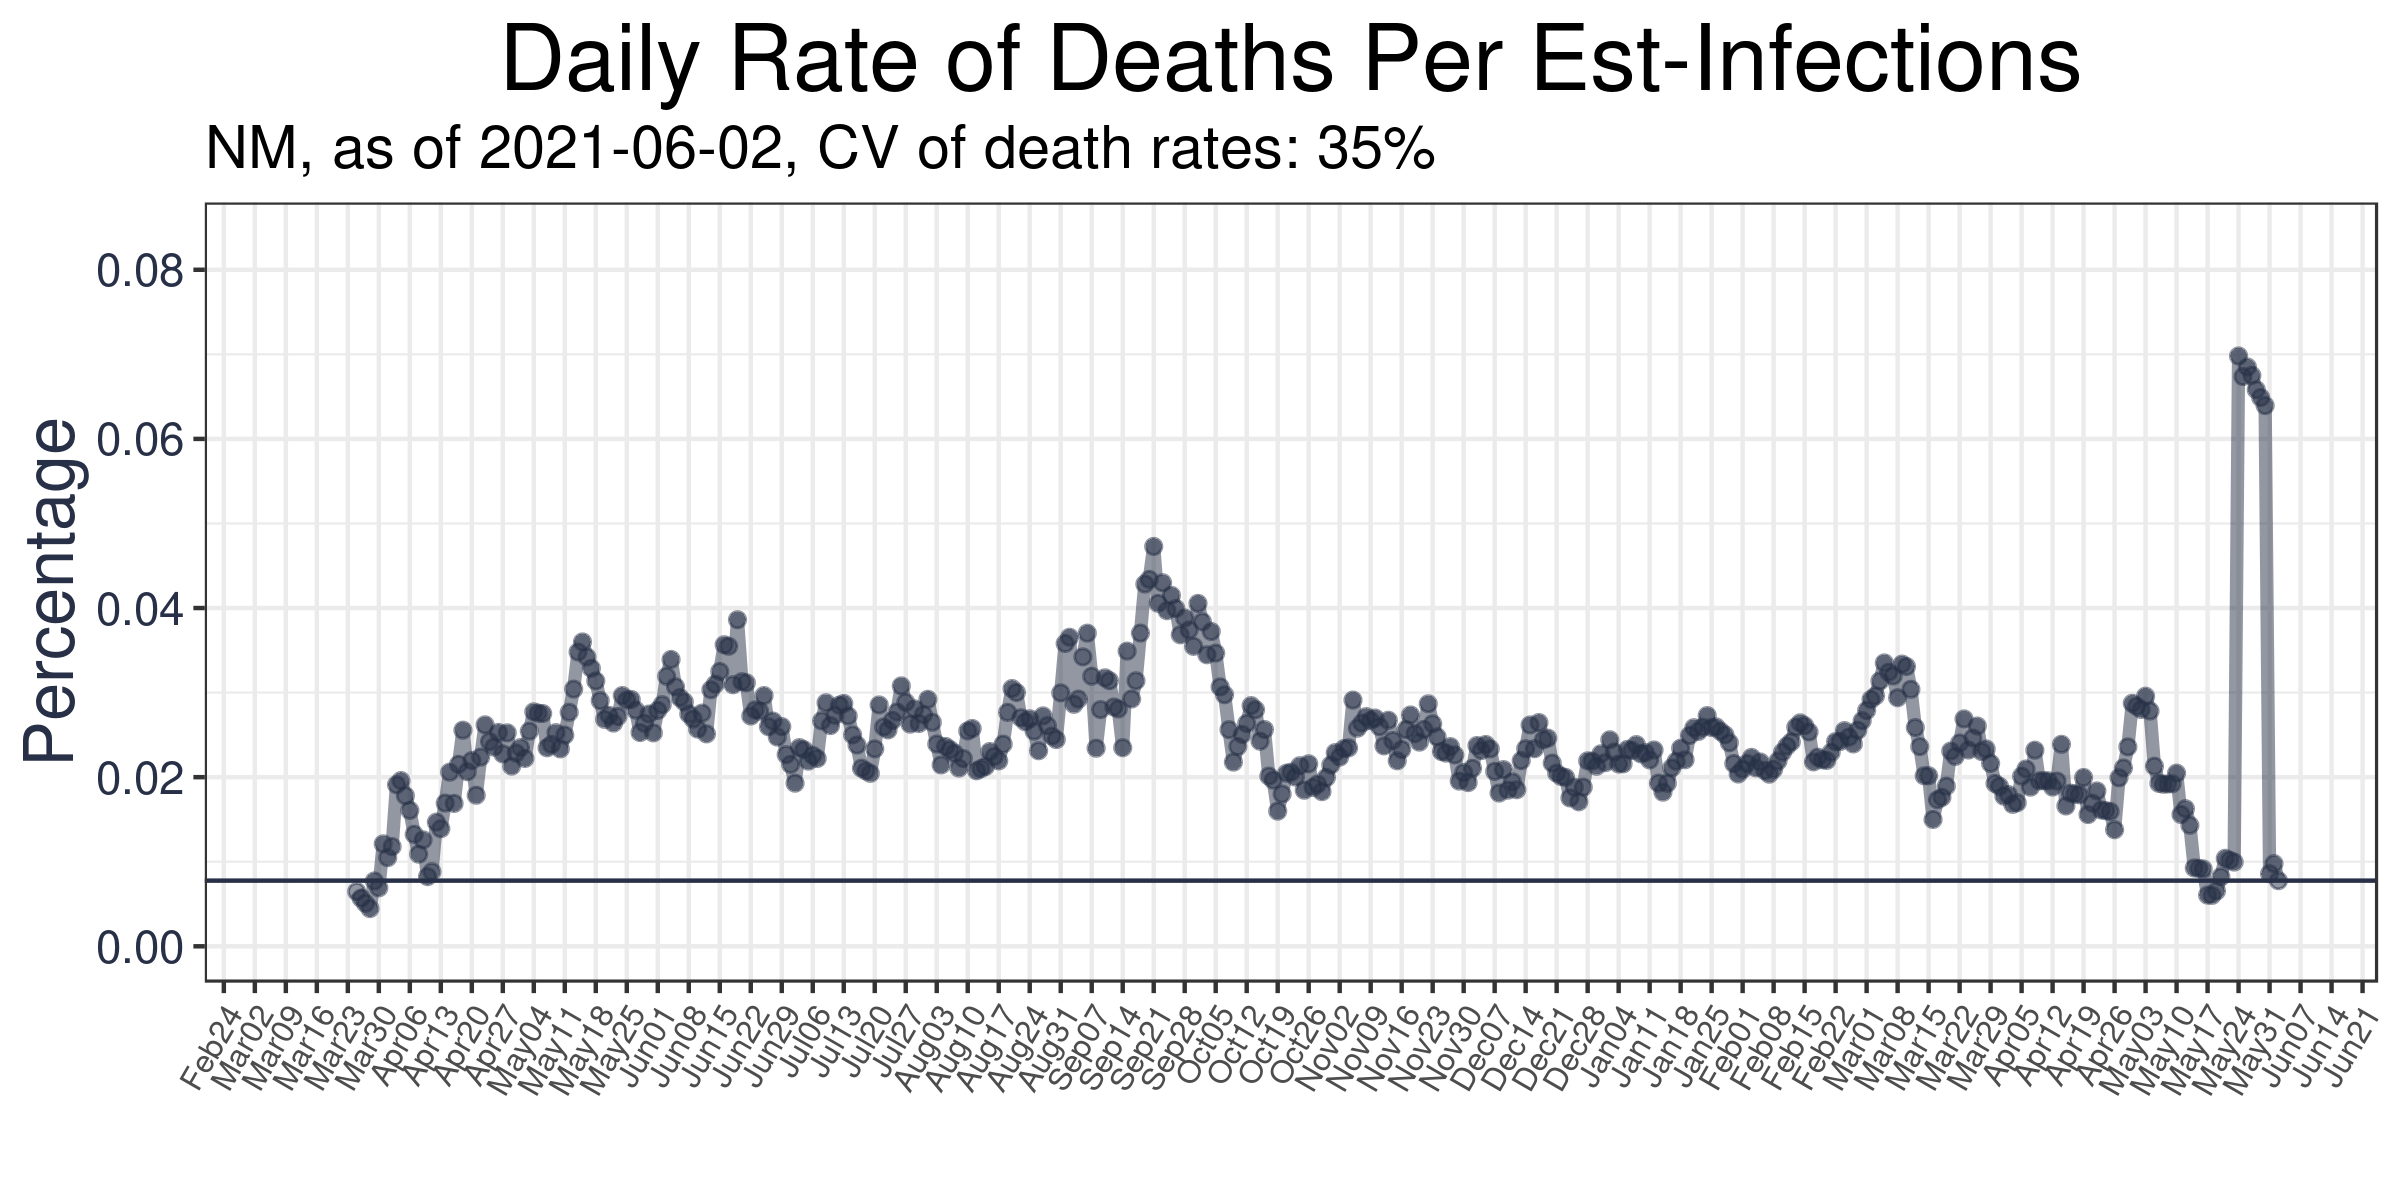 Daily Rate of Deaths Per Est-Infections
NM, as of 2021-06-02, CV of death rates: 35%
Percentage
0.08
0.06
0.04
0.02
0.00
Feb24
Mar02
Mar09
Mar16
Mar23
Mar30
Apr06
Apr13
Apr20
Apr27
May04
May11
May18
May25
Jun01
Jun08
Jun15
Jun22
Jun29
Jul06
Jul13
Jul20
Jul27
Aug03
Aug10
Aug17
Aug24
Aug31
Sep07
Sep14
Sep21
Sep28
Oct05
Oct12
Oct19
Oct26
Nov02
Nov09
Nov16
Nov23
Nov30
Dec07
Dec14
Dec21
Dec28
Jan04
Jan11
Jan18
Jan25
Feb01
Feb08
Feb15
Feb22
Mar01
Mar08
Mar15
Mar22
Mar29
Apr05
Apr12
Apr19
Apr26
May03
May10
May17
May24
May31
Jun07
Jun14
Jun21